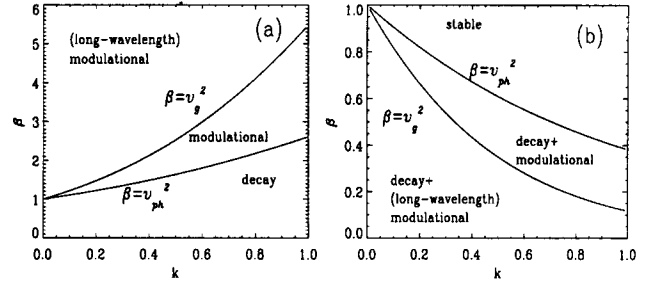 (a)
(long-wavelength)
modulational
β=v_g^2
modulational
β=v_ph^2
decay
β
6
5
4
3
2
1
0
0.0 0.2 0.4 0.6 0.8 1.0
k
(b)
stable
β=v_ph^2
β=v_g^2
decay+
modulational
decay+
(long-wavelength)
modulational
β
1.0
0.8
0.6
0.4
0.2
0.0
0.0 0.2 0.4 0.6 0.8 1.0
k